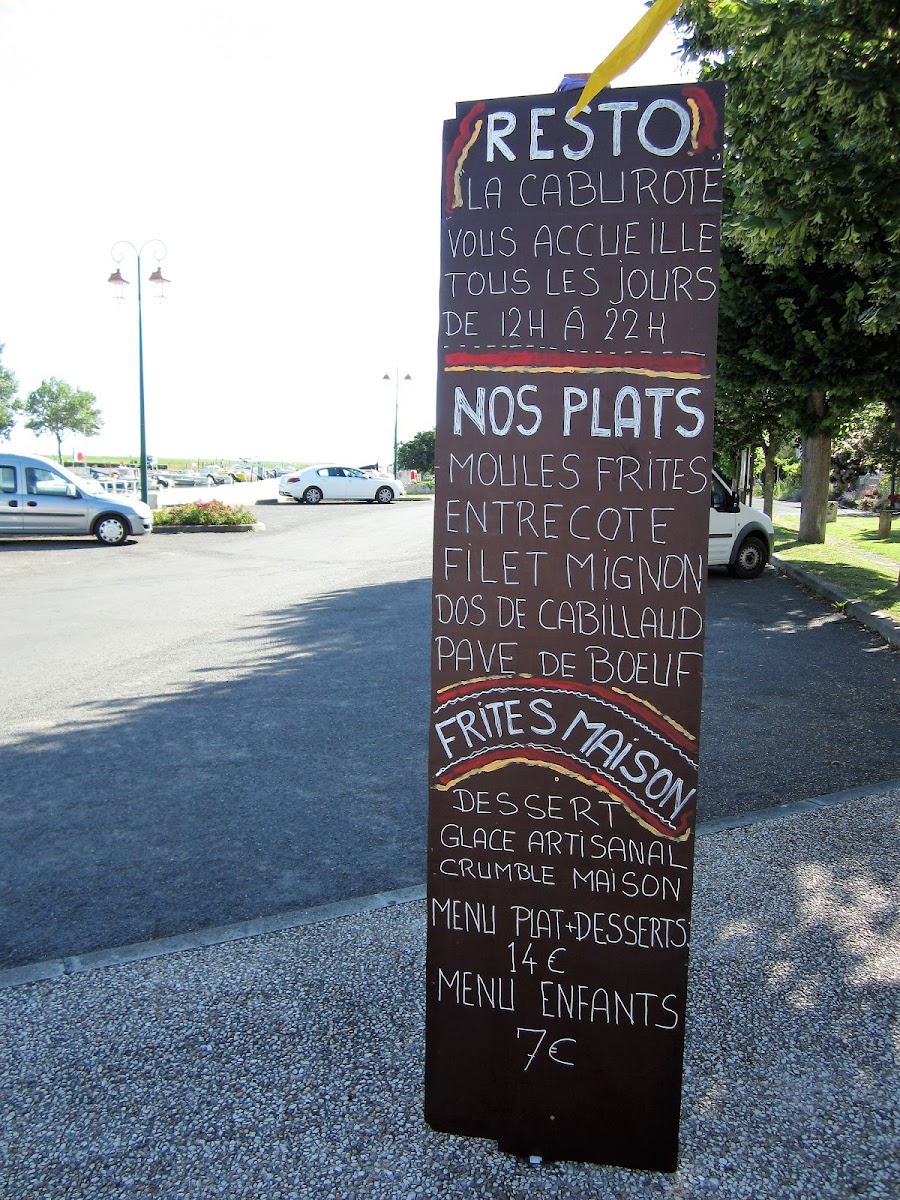 RESTO
"LA CABUROTE"
VOUS ACCUEILLE
TOUS LES JOURS
DE 12H À 22H
NOS PLATS
MOULES FRITES
ENTRECOTE
FILET MIGNON
DOS DE CABILLAUD
PAVE DE BOEUF
FRITES MAISON
DESSERT
GLACE ARTISANAL
CRUMBLE MAISON
MENU PLAT+DESSERTS:
14€
MENU ENFANTS
7€